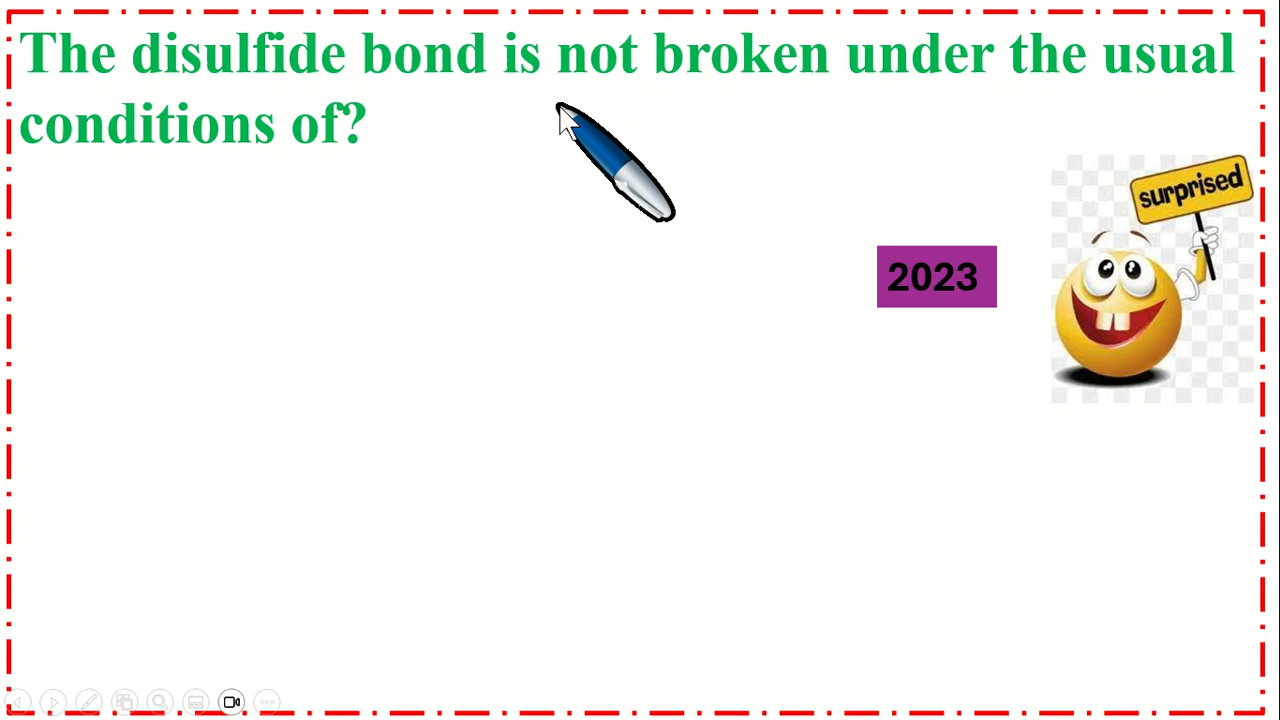 The disulfide bond is not broken under the usual
conditions of?
surprised
2023